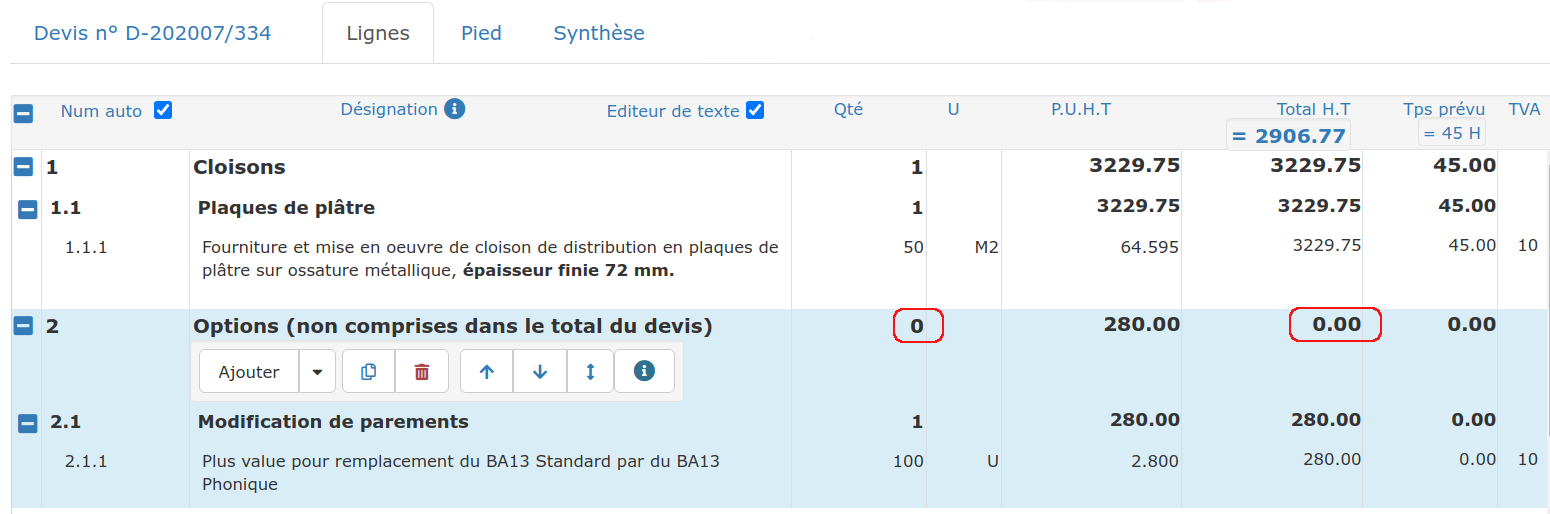 Devis n° D-202007/334 Lignes Pied Synthèse
Num auto Désignation Editeur de texte Qté U P.U.H.T Total H.T Tps prévu TVA
= 2906.77 = 45 H
1 Cloisons 1 3229.75 3229.75 45.00
1.1 Plaques de plâtre 1 3229.75 3229.75 45.00
1.1.1 Fourniture et mise en oeuvre de cloison de distribution en plaques de 50 M2 64.595 3229.75 45.00 10
plâtre sur ossature métallique, épaisseur finie 72 mm.
2 Options (non comprises dans le total du devis) 0 280.00 0.00 0.00
Ajouter
2.1 Modification de parements 1 280.00 280.00 0.00
2.1.1 Plus value pour remplacement du BA13 Standard par du BA13 100 U 2.800 280.00 0.00 10
Phonique